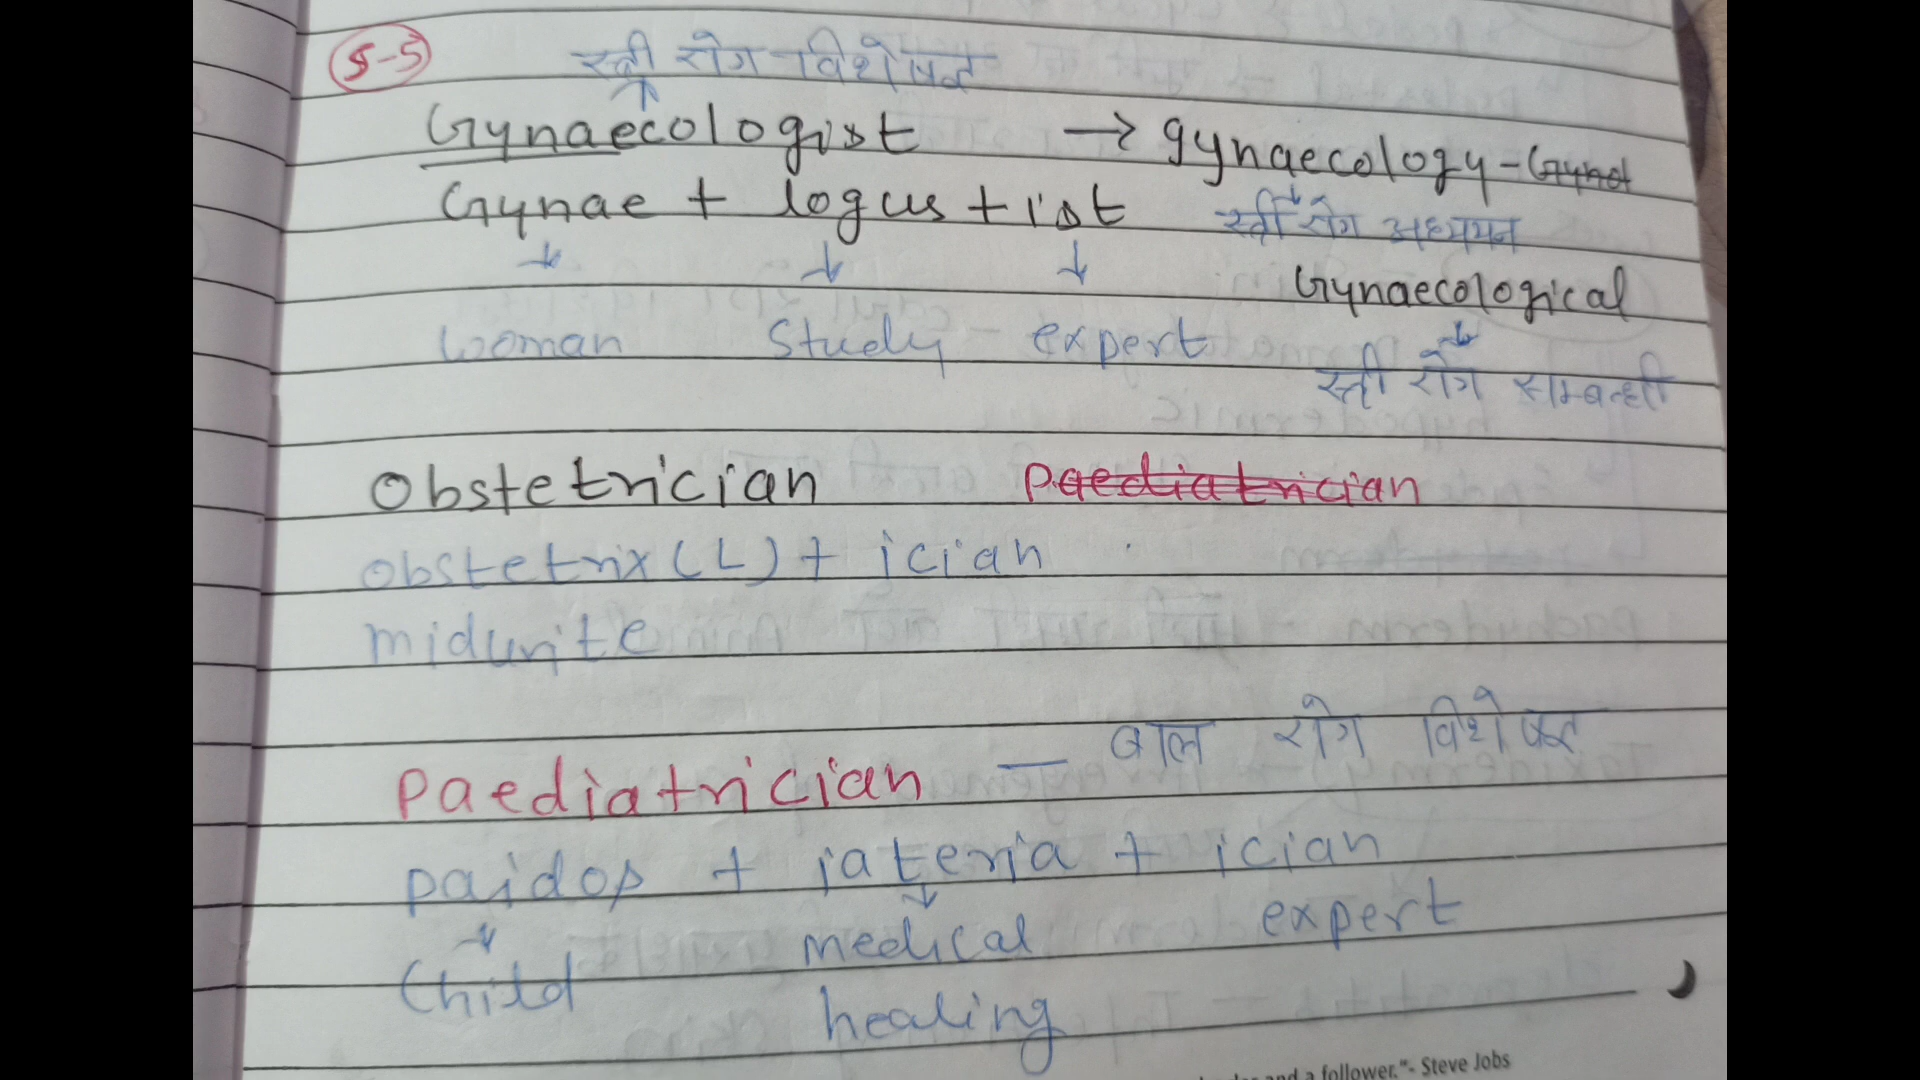 5-5 स्त्री रोग विशेषज्ञ
Gynaecologist → gynaecology -
Gynae + logus + ist स्त्री रोग अध्ययन
Gynaecological
woman study - expert
स्त्री रोग सम्बन्धी
Obstetrician Paediatrician
obstetrix (L) + ician
midwite
Paediatrician — बाल रोग विशेषज्ञ
paidos + iateria + ician
Child medical expert
healing
and a follower."- Steve Jobs